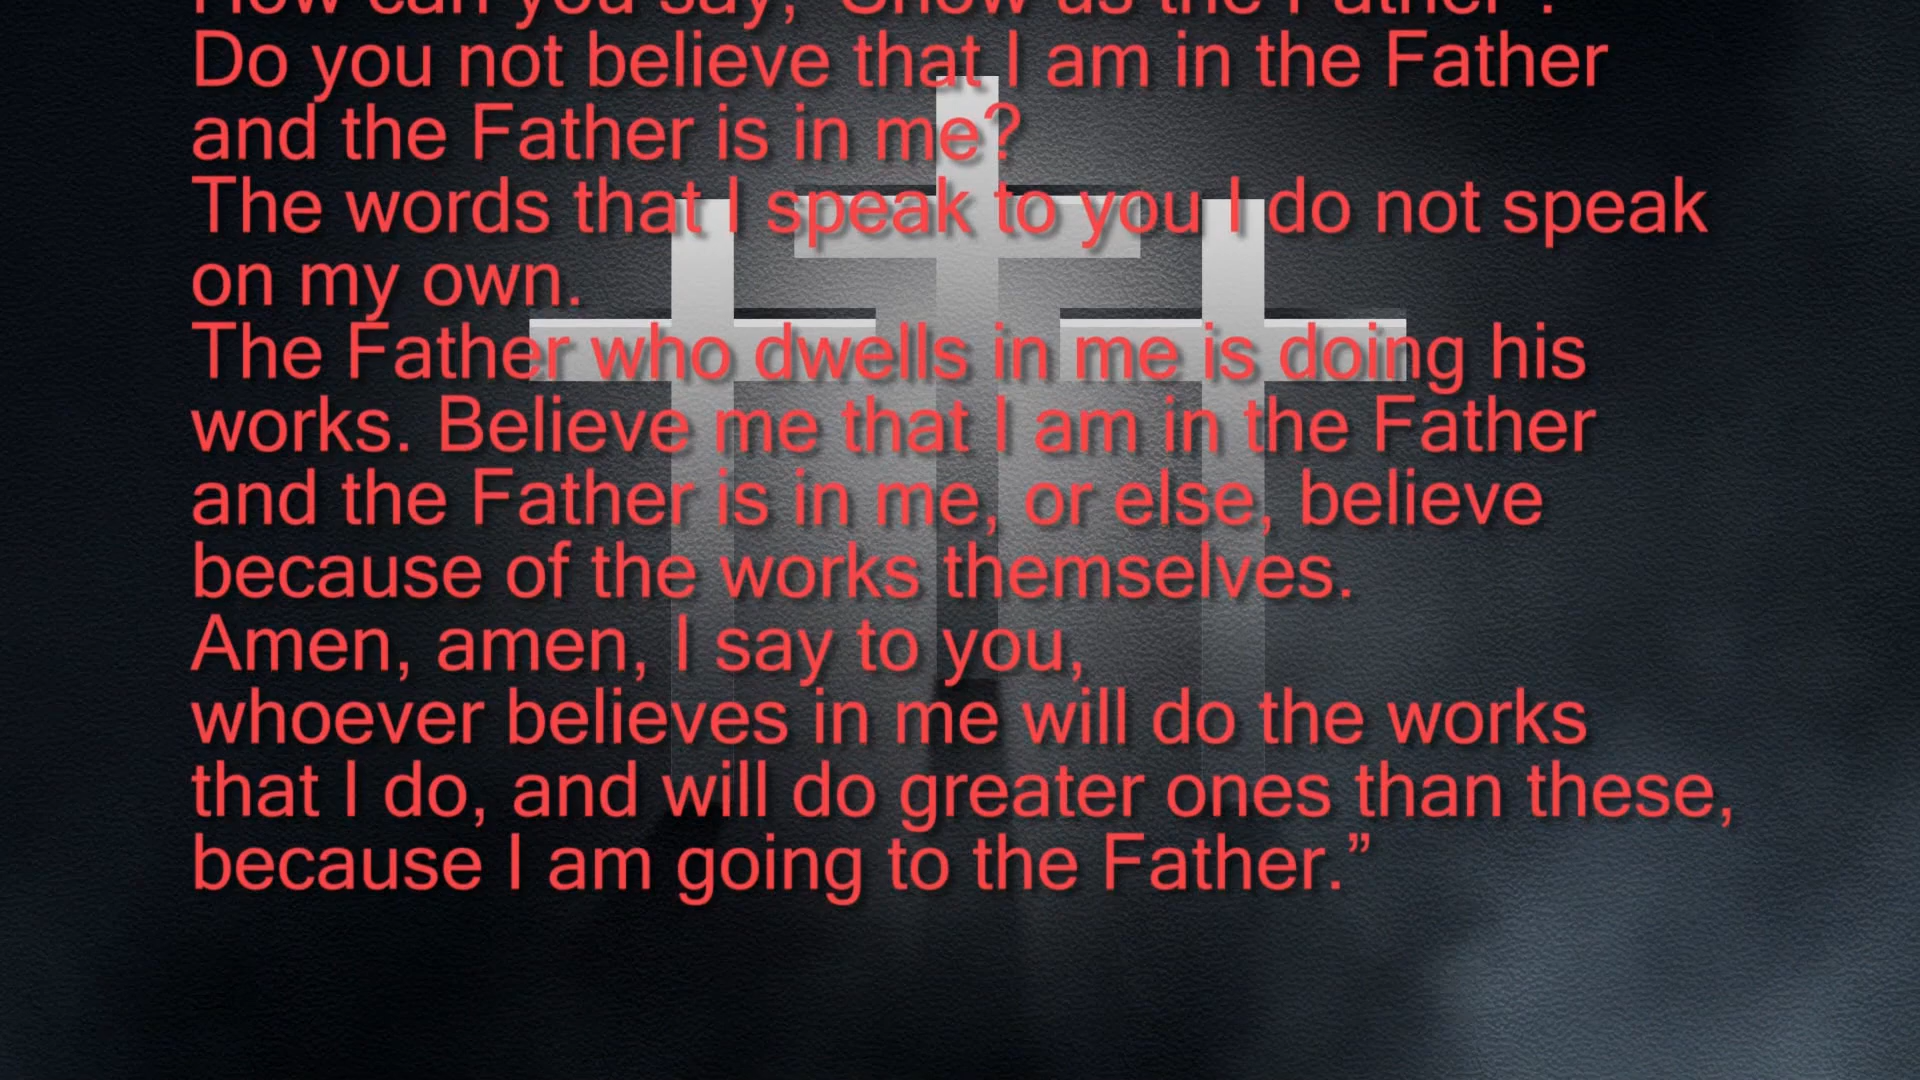 How can you say, ‘Show us the Father’?
Do you not believe that I am in the Father
and the Father is in me?
The words that I speak to you I do not speak
on my own.
The Father who dwells in me is doing his
works. Believe me that I am in the Father
and the Father is in me, or else, believe
because of the works themselves.
Amen, amen, I say to you,
whoever believes in me will do the works
that I do, and will do greater ones than these,
because I am going to the Father.”